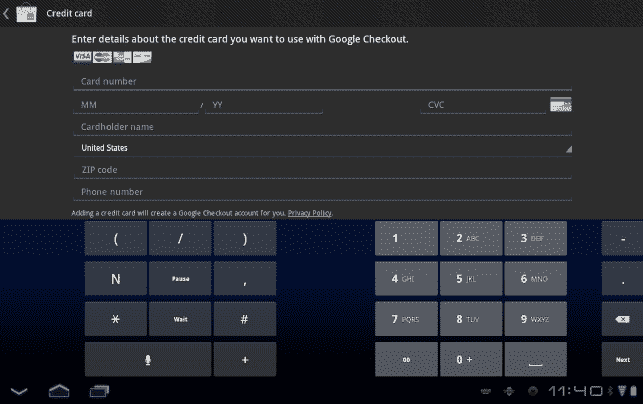 Credit card
Enter details about the credit card you want to use with Google Checkout.
VISA
Card number
MM / YY CVC
Cardholder name
United States
ZIP code
Phone number
Adding a credit card will create a Google Checkout account for you. Privacy Policy.
( / ) 1 2 ABC 3 DEF -
N Pause , 4 GHI 5 JKL 6 MNO .
* Wait # 7 PQRS 8 TUV 9 WXYZ
+ 0 + Next
11:40